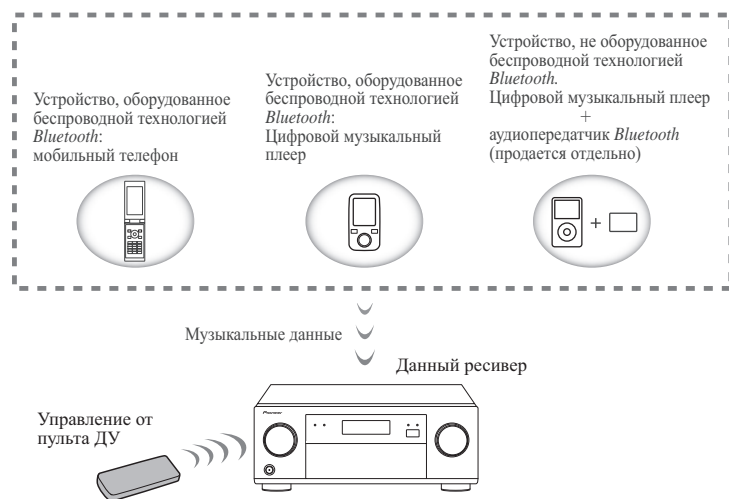 Устройство, оборудованное
беспроводной технологией
Bluetooth:
мобильный телефон
Устройство, оборудованное
беспроводной технологией
Bluetooth:
Цифровой музыкальный
плеер
Устройство, не оборудованное
беспроводной технологией
Bluetooth.
Цифровой музыкальный плеер
+
аудиопередатчик Bluetooth
(продается отдельно)
+
Музыкальные данные
Данный ресивер
Pioneer
Управление от
пульта ДУ